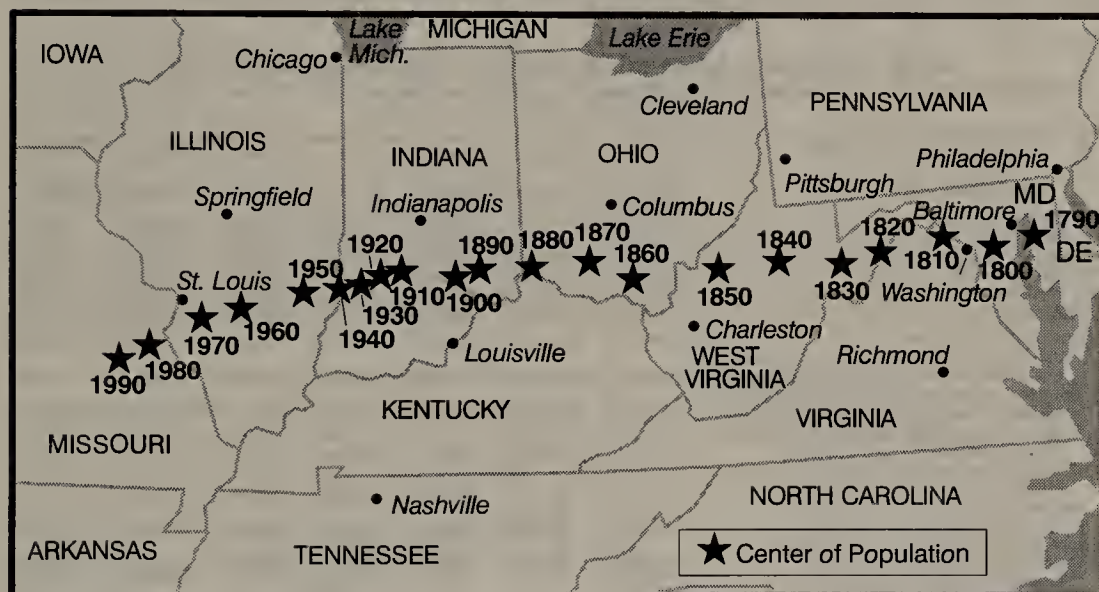 IOWA
Chicago
Lake
Mich.
MICHIGAN
Lake Erie
Cleveland
PENNSYLVANIA
ILLINOIS
INDIANA
OHIO
Pittsburgh
Philadelphia
Springfield
Indianapolis
Columbus
MD
Baltimore
1790
DE
1820
1810
1800
Washington
1840
1830
1870
1860
1850
1880
1890
1900
1920
1910
1930
1940
1950
1960
St. Louis
1970
1980
1990
Louisville
Charleston
WEST
VIRGINIA
Richmond
VIRGINIA
KENTUCKY
MISSOURI
Nashville
NORTH CAROLINA
ARKANSAS
TENNESSEE
Center of Population